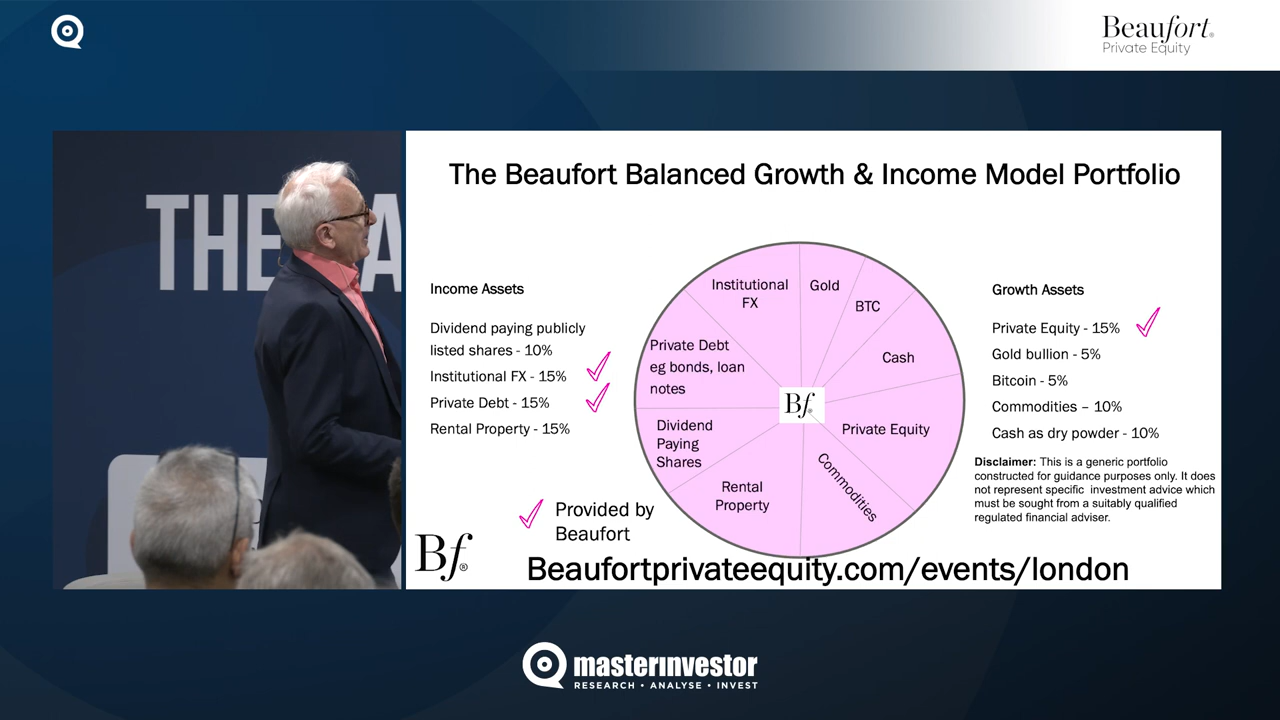 Beaufort®
Private Equity
THE
A
The Beaufort Balanced Growth & Income Model Portfolio
Income Assets
Dividend paying publicly
listed shares - 10%
Institutional FX - 15%
Private Debt - 15%
Rental Property - 15%
Institutional
FX
Gold
BTC
Cash
Private Equity
Commodities
Rental
Property
Dividend
Paying
Shares
Private Debt
eg bonds, loan
notes
Bf®
Growth Assets
Private Equity - 15%
Gold bullion - 5%
Bitcoin - 5%
Commodities – 10%
Cash as dry powder - 10%
Disclaimer: This is a generic portfolio
constructed for guidance purposes only. It does
not represent specific investment advice which
must be sought from a suitably qualified
regulated financial adviser.
Provided by
Beaufort
Bf®
Beaufortprivateequity.com/events/london
masterinvestor
RESEARCH • ANALYSE • INVEST